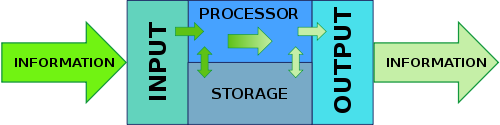 INFORMATION
INPUT
PROCESSOR
STORAGE
OUTPUT
INFORMATION